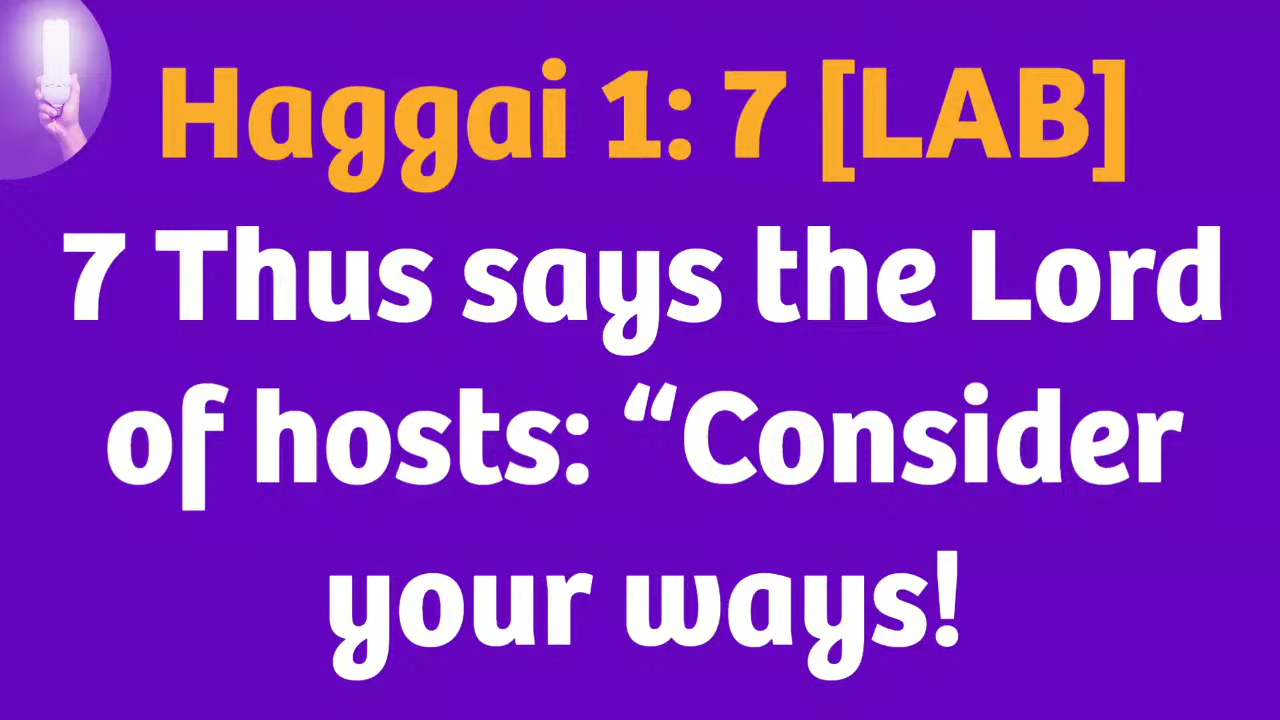 Haggai 1: 7 [LAB]
7 Thus says the Lord
of hosts: “Consider
your ways!